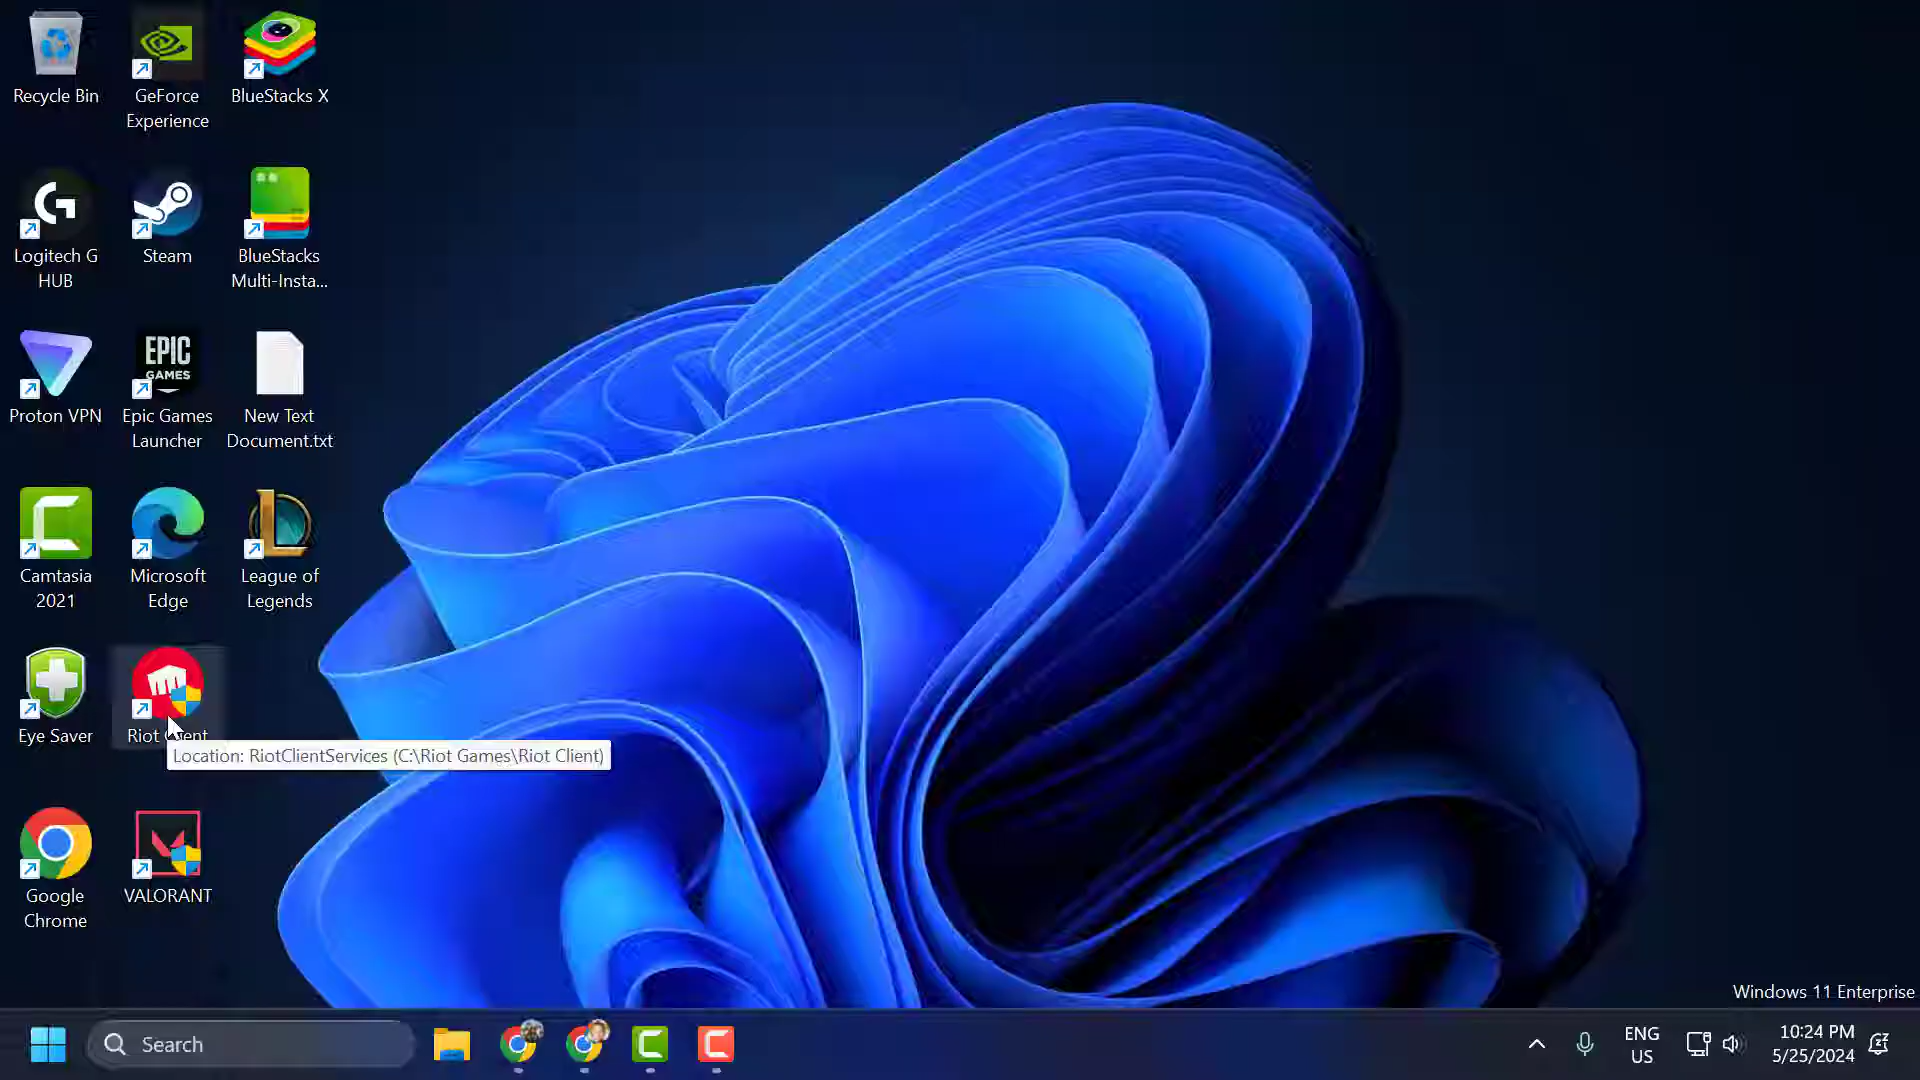 Recycle Bin
GeForce
Experience
BlueStacks X
Logitech G
HUB
Steam
BlueStacks
Multi-Insta...
Proton VPN
EPIC
GAMES
Epic Games
Launcher
New Text
Document.txt
Camtasia
2021
Microsoft
Edge
League of
Legends
Eye Saver
Riot Client
Location: RiotClientServices (C:\Riot Games\Riot Client)
Google
Chrome
VALORANT
Windows 11 Enterprise
Search
ENG
US
10:24 PM
5/25/2024